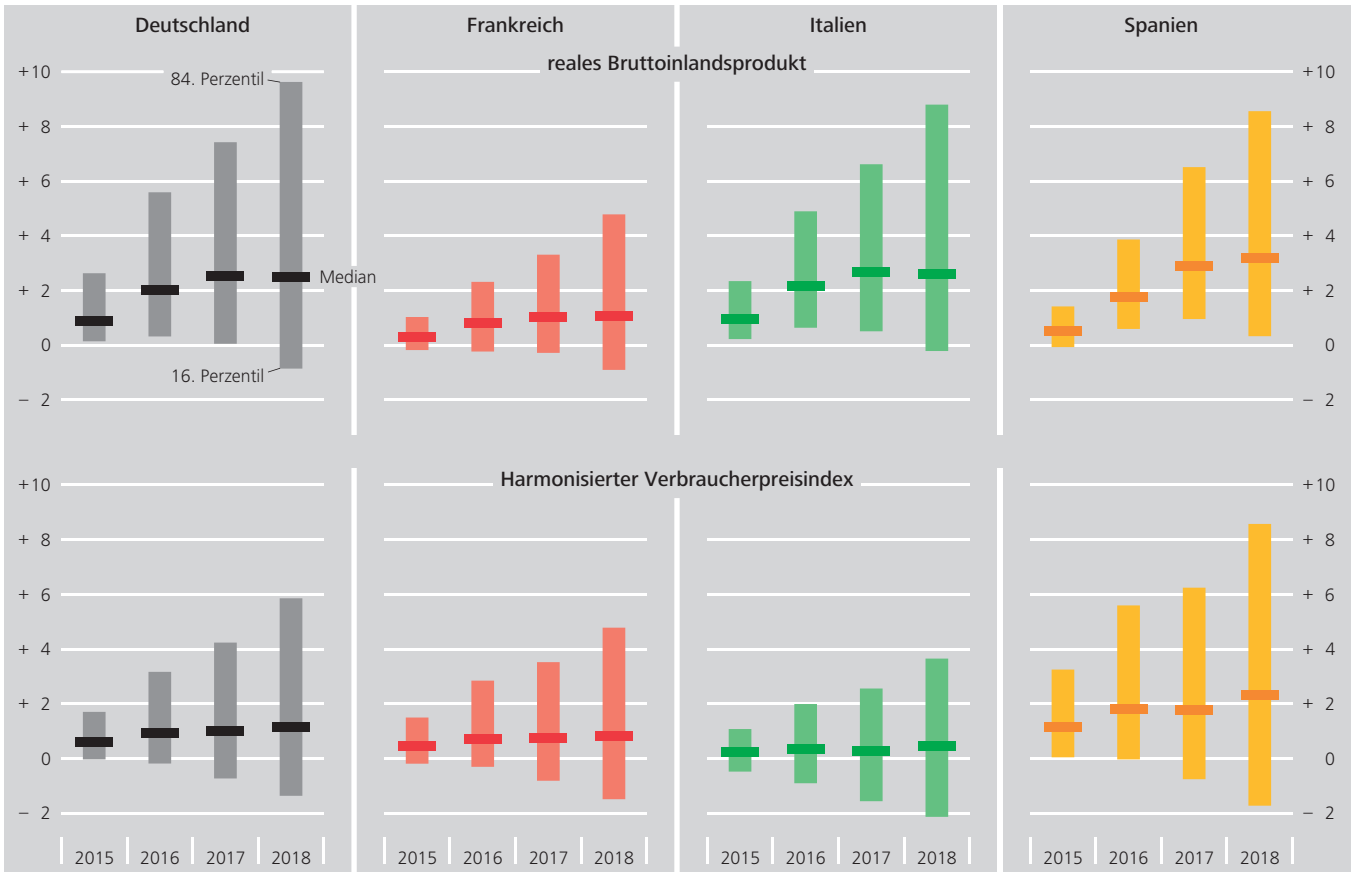 Deutschland Frankreich Italien Spanien
reales Bruttoinlandsprodukt
+10 84. Perzentil +10
+ 8 + 8
+ 6 + 6
+ 4 + 4
+ 2 Median + 2
0 0
16. Perzentil
− 2 − 2
Harmonisierter Verbraucherpreisindex
+10 +10
+ 8 + 8
+ 6 + 6
+ 4 + 4
+ 2 + 2
0 0
− 2 − 2
2015 2016 2017 2018 2015 2016 2017 2018 2015 2016 2017 2018 2015 2016 2017 2018